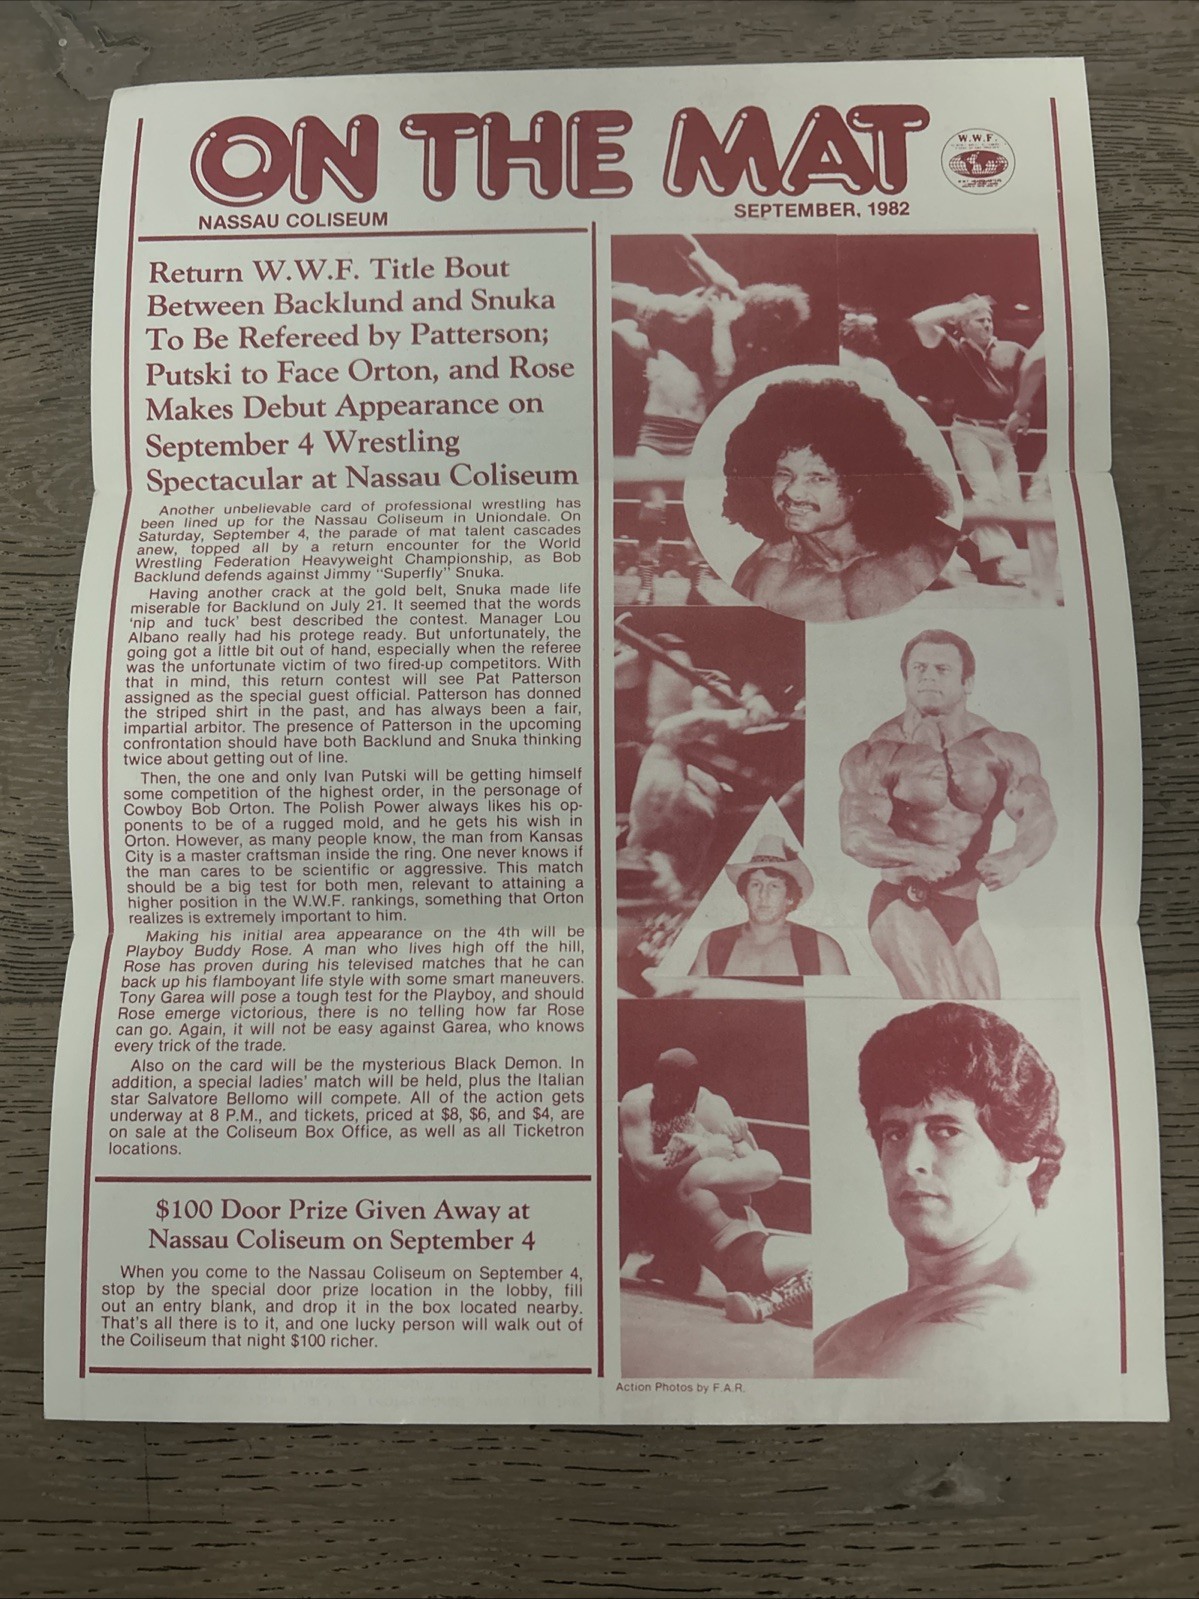 ON THE MAT
W.W.F.
NASSAU COLISEUM
SEPTEMBER, 1982
Return W.W.F. Title Bout
Between Backlund and Snuka
To Be Refereed by Patterson;
Putski to Face Orton, and Rose
Makes Debut Appearance on
September 4 Wrestling
Spectacular at Nassau Coliseum
Another unbelievable card of professional wrestling has
been lined up for the Nassau Coliseum in Uniondale. On
Saturday, September 4, the parade of mat talent cascades
anew, topped all by a return encounter for the World
Wrestling Federation Heavyweight Championship, as Bob
Backlund defends against Jimmy "Superfly" Snuka.
Having another crack at the gold belt, Snuka made life
miserable for Backlund on July 21. It seemed that the words
'nip and tuck' best described the contest. Manager Lou
Albano really had his protege ready. But unfortunately, the
going got a little bit out of hand, especially when the referee
was the unfortunate victim of two fired-up competitors. With
that in mind, this return contest will see Pat Patterson
assigned as the special guest official. Patterson has donned
the striped shirt in the past, and has always been a fair,
impartial arbitor. The presence of Patterson in the upcoming
confrontation should have both Backlund and Snuka thinking
twice about getting out of line.
Then, the one and only Ivan Putski will be getting himself
some competition of the highest order, in the personage of
Cowboy Bob Orton. The Polish Power always likes his op-
ponents to be of a rugged mold, and he gets his wish in
Orton. However, as many people know, the man from Kansas
City is a master craftsman inside the ring. One never knows if
the man cares to be scientific or aggressive. This match
should be a big test for both men, relevant to attaining a
higher position in the W.W.F. rankings, something that Orton
realizes is extremely important to him.
Making his initial area appearance on the 4th will be
Playboy Buddy Rose. A man who lives high off the hill,
Rose has proven during his televised matches that he can
back up his flamboyant life style with some smart maneuvers.
Tony Garea will pose a tough test for the Playboy, and should
Rose emerge victorious, there is no telling how far Rose
can go. Again, it will not be easy against Garea, who knows
every trick of the trade.
Also on the card will be the mysterious Black Demon. In
addition, a special ladies' match will be held, plus the Italian
star Salvatore Bellomo will compete. All of the action gets
underway at 8 P.M., and tickets, priced at $8, $6, and $4, are
on sale at the Coliseum Box Office, as well as all Ticketron
locations.
$100 Door Prize Given Away at
Nassau Coliseum on September 4
When you come to the Nassau Coliseum on September 4,
stop by the special door prize location in the lobby, fill
out an entry blank, and drop it in the box located nearby.
That's all there is to it, and one lucky person will walk out of
the Coiliseum that night $100 richer.
Action Photos by F.A.R.